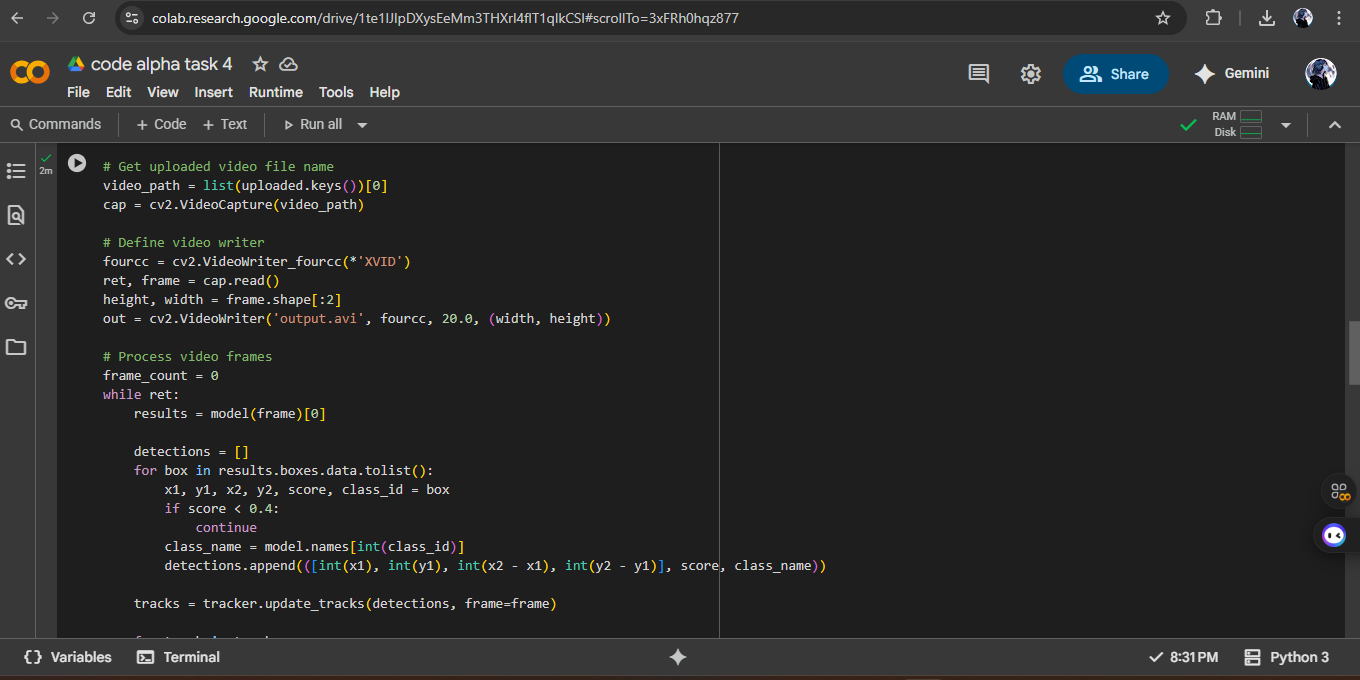 colab.research.google.com/drive/1te1IJIpDXysEeMm3THXrI4flT1qIkCSl#scrollTo=3xFRh0hqz877
code alpha task 4
File Edit View Insert Runtime Tools Help
Share
Gemini
Commands + Code + Text Run all
RAM
Disk
2m
# Get uploaded video file name
video_path = list(uploaded.keys())[0]
cap = cv2.VideoCapture(video_path)
# Define video writer
fourcc = cv2.VideoWriter_fourcc(*'XVID')
ret, frame = cap.read()
height, width = frame.shape[:2]
out = cv2.VideoWriter('output.avi', fourcc, 20.0, (width, height))
# Process video frames
frame_count = 0
while ret:
    results = model(frame)[0]
    detections = []
    for box in results.boxes.data.tolist():
        x1, y1, x2, y2, score, class_id = box
        if score < 0.4:
            continue
        class_name = model.names[int(class_id)]
        detections.append(([int(x1), int(y1), int(x2 - x1), int(y2 - y1)], score, class_name))
    tracks = tracker.update_tracks(detections, frame=frame)
Variables Terminal
8:31 PM Python 3